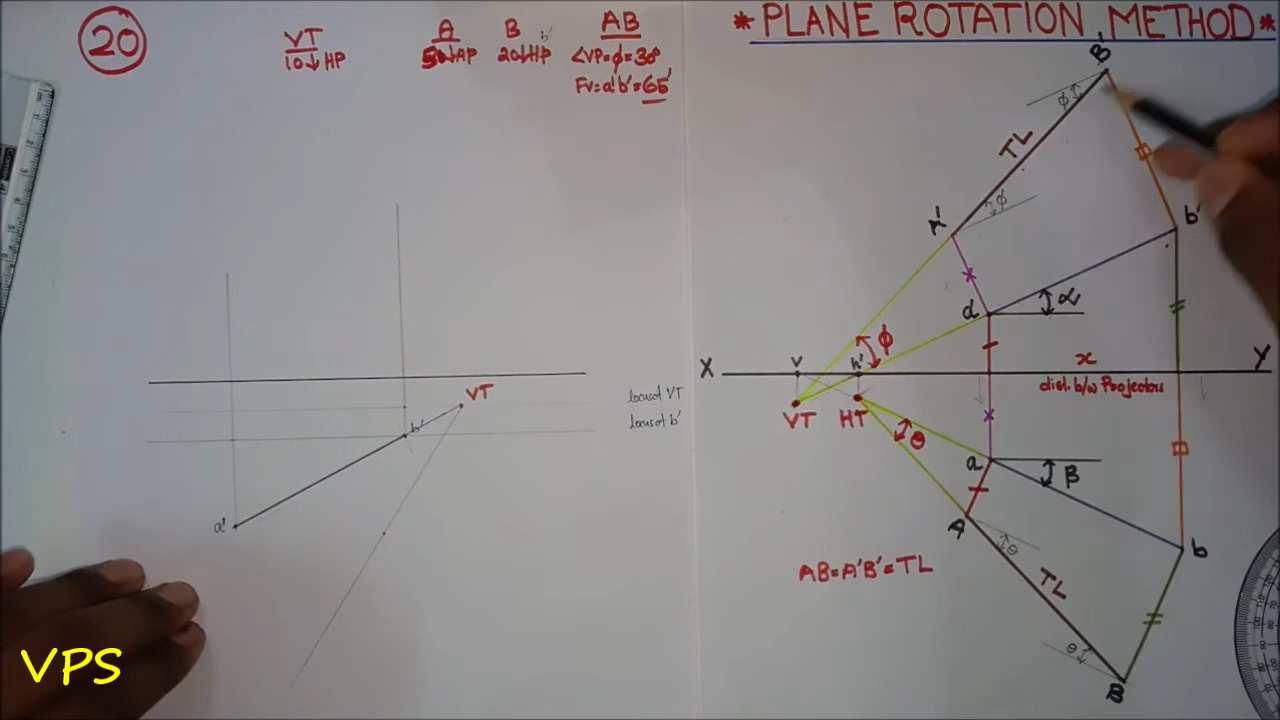 20
VT
10↓HP
A
50↓HP
B b'
20↓HP
AB
∠VP=φ=30°
FV=a'b'=65'
*PLANE ROTATION METHOD*
B'
φ
TL
φ
A'
b'
a'
α
φ
X
v
h'
x
Y
dist. b/w Projectors
VT
HT
θ
a
β
A
θ
b
AB=A'B'=TL
TL
θ
B
VT
locus of VT
locus of b'
b'
a'
VPS